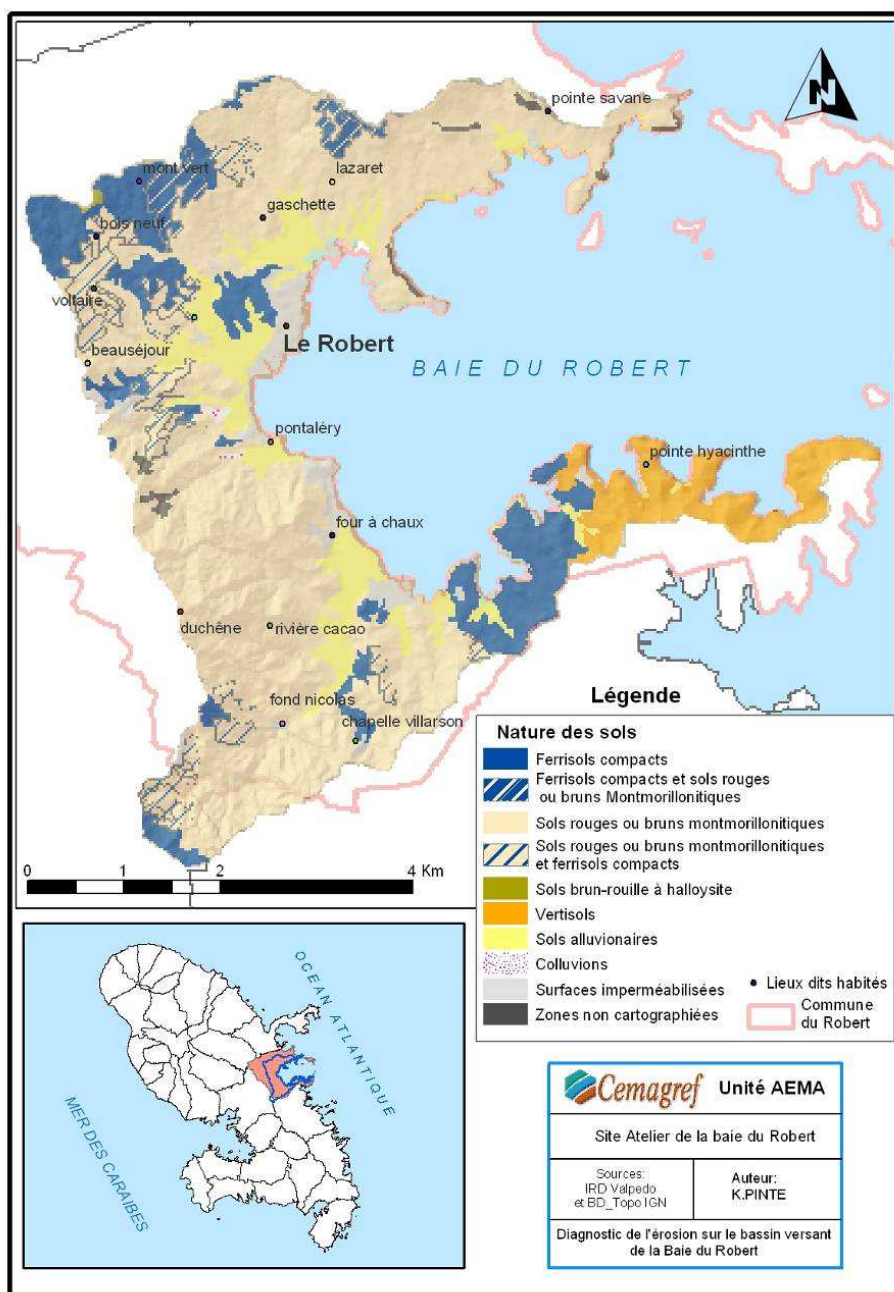 N
pointe savane
mont vert
lazaret
gaschette
bois neuf
voltaire
Le Robert
beauséjour
BAIE DU ROBERT
pontaléry
pointe hyacinthe
four à chaux
duchêne
rivière cacao
fond nicolas
chapelle villarson
0 1 2 4 Km
Légende
Nature des sols
Ferrisols compacts
Ferrisols compacts et sols rouges
ou bruns Montmorillonitiques
Sols rouges ou bruns montmorillonitiques
Sols rouges ou bruns montmorillonitiques
et ferrisols compacts
Sols brun-rouille à halloysite
Vertisols
Sols alluvionaires
Colluvions
Surfaces imperméabilisées
Zones non cartographiées
Lieux dits habités
Commune
du Robert
OCEAN ATLANTIQUE
MER DES CARAIBES
Cemagref Unité AEMA
Site Atelier de la baie du Robert
Sources:
IRD Valpedo
et BD_Topo IGN
Auteur:
K.PINTE
Diagnostic de l'érosion sur le bassin versant
de la Baie du Robert